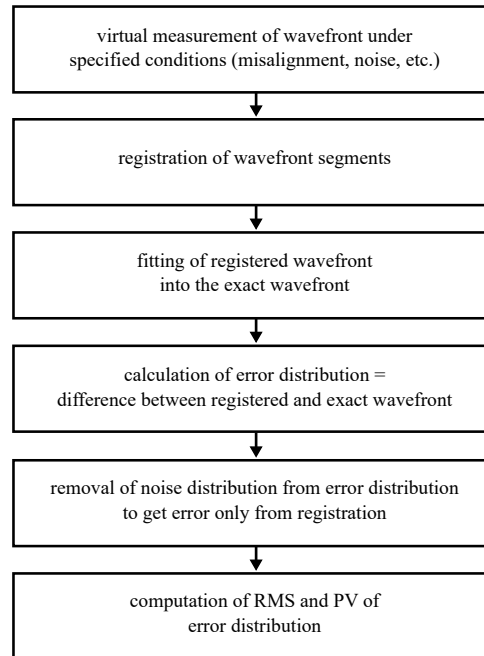 virtual measurement of wavefront under
specified conditions (misalignment, noise, etc.)
registration of wavefront segments
fitting of registered wavefront
into the exact wavefront
calculation of error distribution =
difference between registered and exact wavefront
removal of noise distribution from error distribution
to get error only from registration
computation of RMS and PV of
error distribution